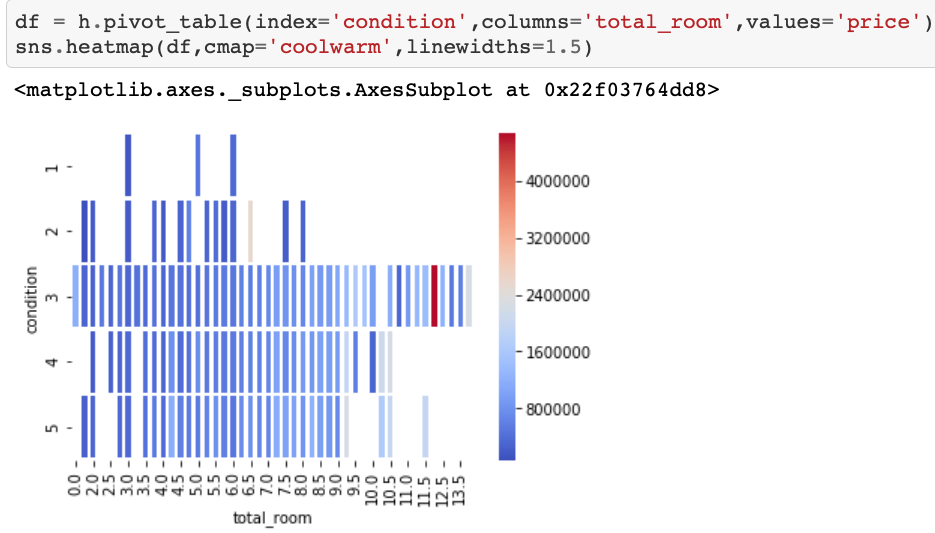 df = h.pivot_table(index='condition',columns='total_room',values='price')
sns.heatmap(df,cmap='coolwarm',linewidths=1.5)
<matplotlib.axes._subplots.AxesSubplot at 0x22f03764dd8>
condition
1
2
3
4
5
0.0 2.0 2.5 3.0 3.5 4.0 4.5 5.0 5.5 6.0 6.5 7.0 7.5 8.0 8.5 9.0 9.5 10.0 10.5 11.0 11.5 12.5 13.5
total_room
4000000
3200000
2400000
1600000
800000